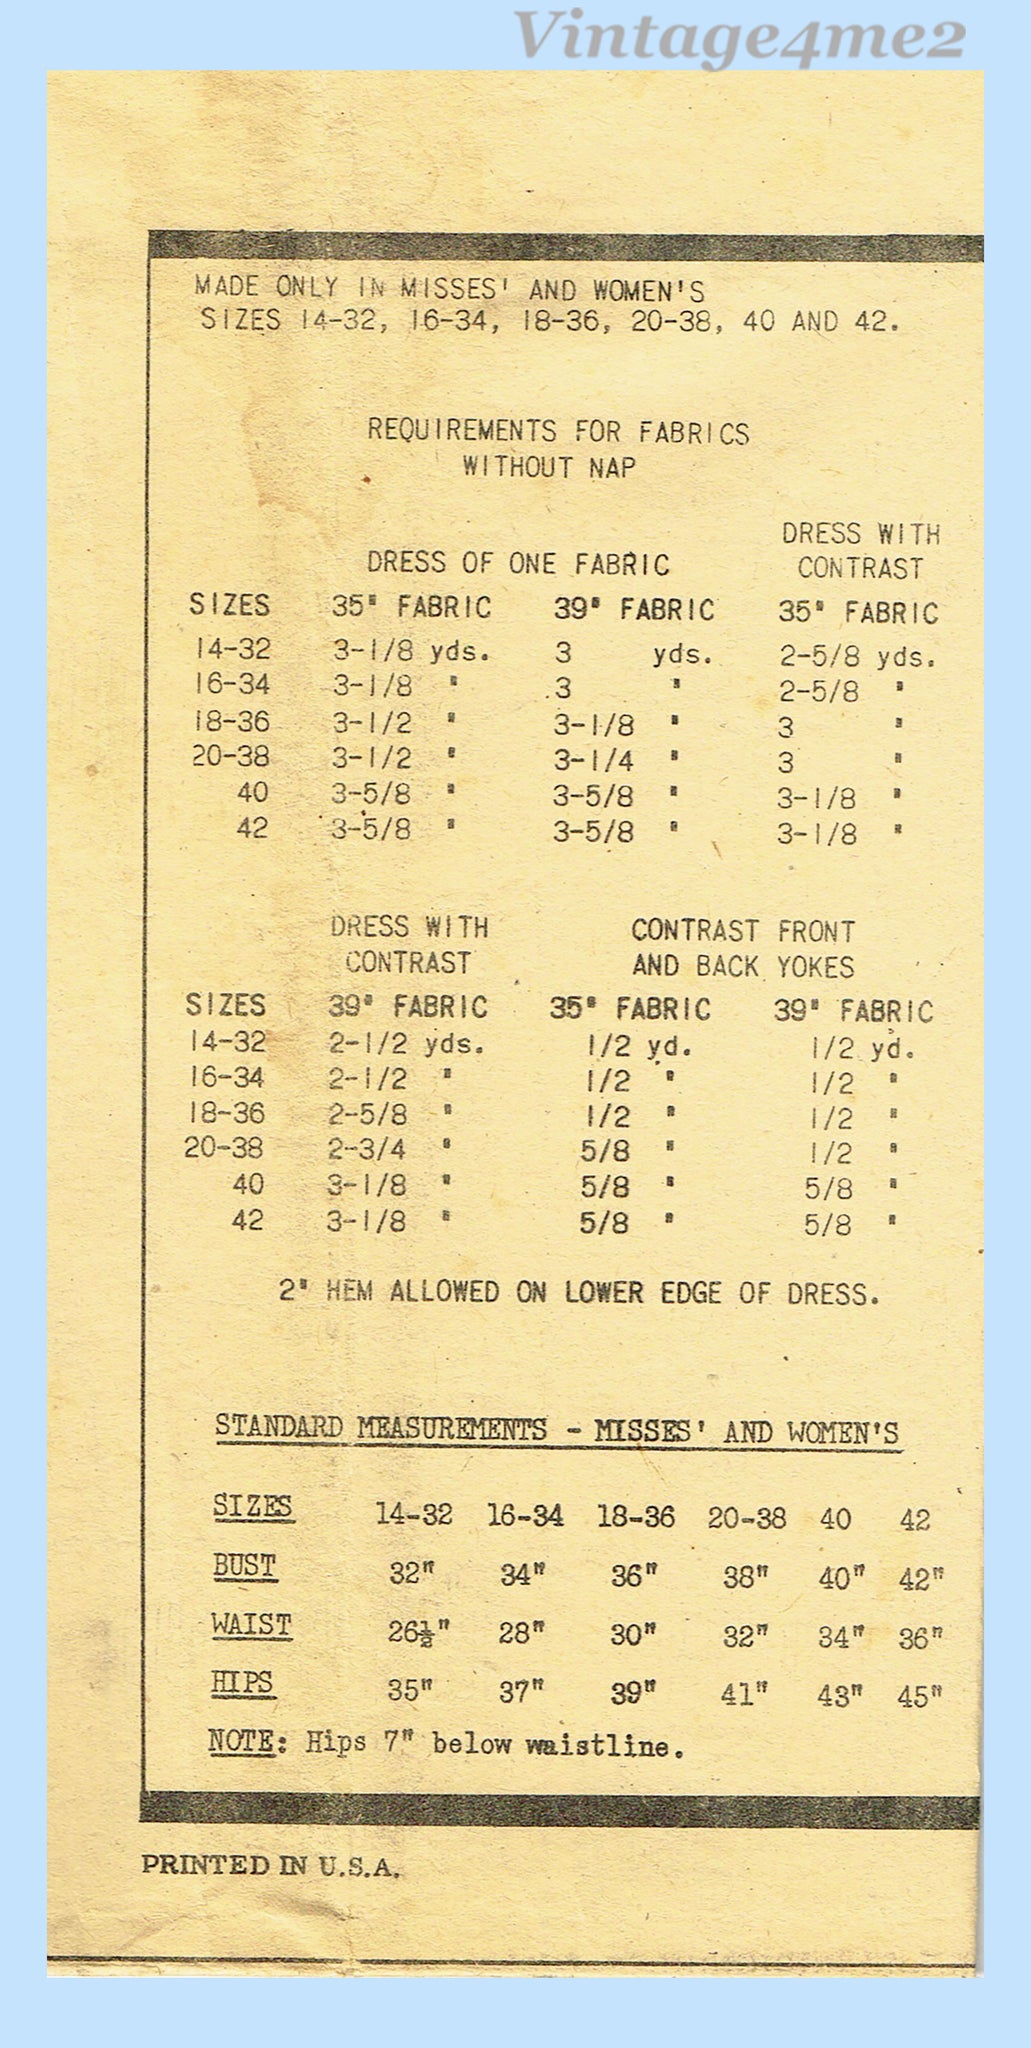 Vintage4me2
MADE ONLY IN MISSES' AND WOMEN'S
SIZES 14-32, 16-34, 18-36, 20-38, 40 AND 42.
REQUIREMENTS FOR FABRICS
WITHOUT NAP
DRESS OF ONE FABRIC DRESS WITH CONTRAST
SIZES 35" FABRIC 39" FABRIC 35" FABRIC
14-32 3-1/8 yds. 3 yds. 2-5/8 yds.
16-34 3-1/8 " 3 " 2-5/8 "
18-36 3-1/2 " 3-1/8 " 3 "
20-38 3-1/2 " 3-1/4 " 3 "
40 3-5/8 " 3-5/8 " 3-1/8 "
42 3-5/8 " 3-5/8 " 3-1/8 "
DRESS WITH CONTRAST FRONT
CONTRAST AND BACK YOKES
SIZES 39" FABRIC 35" FABRIC 39" FABRIC
14-32 2-1/2 yds. 1/2 yd. 1/2 yd.
16-34 2-1/2 " 1/2 " 1/2 "
18-36 2-5/8 " 1/2 " 1/2 "
20-38 2-3/4 " 5/8 " 1/2 "
40 3-1/8 " 5/8 " 5/8 "
42 3-1/8 " 5/8 " 5/8 "
2" HEM ALLOWED ON LOWER EDGE OF DRESS.
STANDARD MEASUREMENTS - MISSES' AND WOMEN'S
SIZES 14-32 16-34 18-36 20-38 40 42
BUST 32" 34" 36" 38" 40" 42"
WAIST 26½" 28" 30" 32" 34" 36"
HIPS 35" 37" 39" 41" 43" 45"
NOTE: Hips 7" below waistline.
PRINTED IN U.S.A.